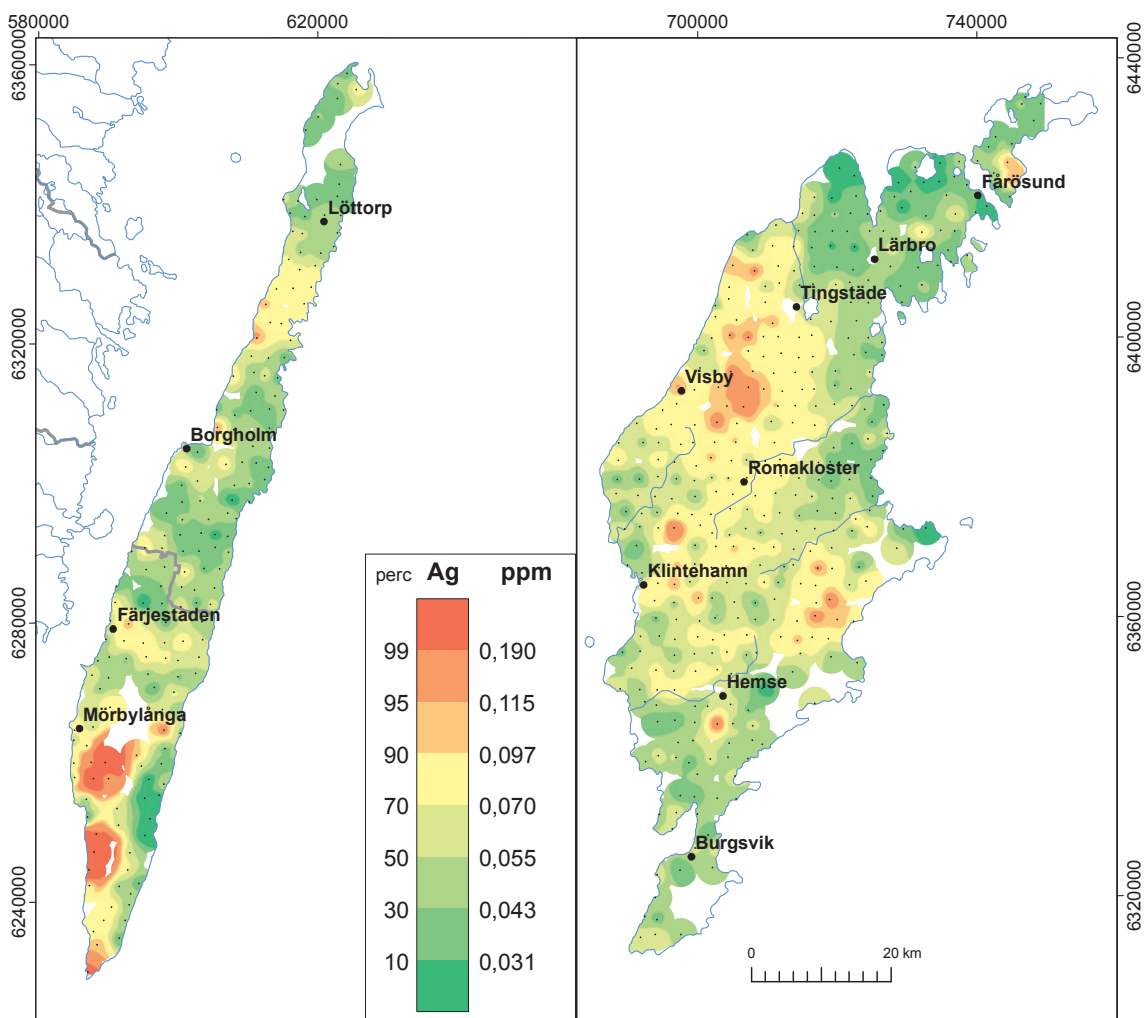 580000 620000 700000 740000
6360000
6320000
6280000
6240000
6440000
6400000
6360000
6320000
Löttorp
Borgholm
Färjestaden
Mörbylånga
Fårösund
Lärbro
Tingstäde
Visby
Romakloster
Klintehamn
Hemse
Burgsvik
perc Ag ppm
99 0,190
95 0,115
90 0,097
70 0,070
50 0,055
30 0,043
10 0,031
0 20 km